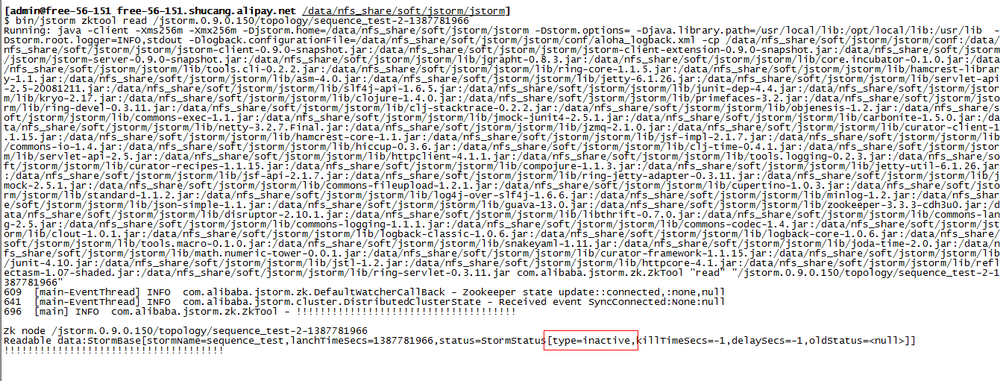 [admin@free-56-151 free-56-151.shucang.alipay.net /data/nfs_share/soft/jstorm/jstorm]
$ bin/jstorm zktool read /jstorm.0.9.0.150/topology/sequence_test-2-1387781966
Running: java -client -Xms256m -Xmx256m -Djstorm.home=/data/nfs_share/soft/jstorm/jstorm -Dstorm.options= -Djava.library.path=/usr/local/lib:/opt/local/lib:/usr/lib  -
Dstorm.root.logger=INFO,stdout -Dlogback.configurationFile=/data/nfs_share/soft/jstorm/jstorm/conf/aloha_logback.xml -cp /data/nfs_share/soft/jstorm/jstorm/conf:/data/
nfs_share/soft/jstorm/jstorm/jstorm-client-0.9.0-snapshot.jar:/data/nfs_share/soft/jstorm/jstorm/jstorm-client-extension-0.9.0-snapshot.jar:/data/nfs_share/soft/jstorm
/jstorm/jstorm-server-0.9.0-snapshot.jar:/data/nfs_share/soft/jstorm/jstorm/lib/jgrapht-0.8.3.jar:/data/nfs_share/soft/jstorm/jstorm/lib/core.incubator-0.1.0.jar:/data
/nfs_share/soft/jstorm/jstorm/lib/tools.cli-0.2.2.jar:/data/nfs_share/soft/jstorm/jstorm/lib/ring-core-1.1.5.jar:/data/nfs_share/soft/jstorm/jstorm/lib/hamcrest-librar
y-1.1.jar:/data/nfs_share/soft/jstorm/jstorm/lib/asm-4.0.jar:/data/nfs_share/soft/jstorm/jstorm/lib/jetty-6.1.26.jar:/data/nfs_share/soft/jstorm/jstorm/lib/servlet-api
-2.5-20081211.jar:/data/nfs_share/soft/jstorm/jstorm/lib/slf4j-api-1.6.5.jar:/data/nfs_share/soft/jstorm/jstorm/lib/junit-dep-4.4.jar:/data/nfs_share/soft/jstorm/jstor
m/lib/kryo-2.17.jar:/data/nfs_share/soft/jstorm/jstorm/lib/clojure-1.4.0.jar:/data/nfs_share/soft/jstorm/jstorm/lib/primefaces-3.2.jar:/data/nfs_share/soft/jstorm/jstor
m/lib/ring-devel-0.3.11.jar:/data/nfs_share/soft/jstorm/jstorm/lib/clj-stacktrace-0.2.2.jar:/data/nfs_share/soft/jstorm/jstorm/lib/objenesis-1.2.jar:/data/nfs_share/s
oft/jstorm/jstorm/lib/commons-exec-1.1.jar:/data/nfs_share/soft/jstorm/jstorm/lib/jmock-junit4-2.5.1.jar:/data/nfs_share/soft/jstorm/jstorm/lib/carbonite-1.5.0.jar:/da
ta/nfs_share/soft/jstorm/jstorm/lib/netty-3.2.7.Final.jar:/data/nfs_share/soft/jstorm/jstorm/lib/jzmq-2.1.0.jar:/data/nfs_share/soft/jstorm/jstorm/lib/curator-client-1
.1.15.jar:/data/nfs_share/soft/jstorm/jstorm/lib/hamcrest-core-1.1.jar:/data/nfs_share/soft/jstorm/jstorm/lib/jsf-impl-2.1.7.jar:/data/nfs_share/soft/jstorm/jstorm/lib
/commons-io-1.4.jar:/data/nfs_share/soft/jstorm/jstorm/lib/hiccup-0.3.6.jar:/data/nfs_share/soft/jstorm/jstorm/lib/clj-time-0.4.1.jar:/data/nfs_share/soft/jstorm/jstor
m/lib/servlet-api-2.5.jar:/data/nfs_share/soft/jstorm/jstorm/lib/httpclient-4.1.1.jar:/data/nfs_share/soft/jstorm/jstorm/lib/tools.logging-0.2.3.jar:/data/nfs_share/so
ft/jstorm/jstorm/lib/curator-recipes-1.1.15.jar:/data/nfs_share/soft/jstorm/jstorm/lib/compojure-1.1.3.jar:/data/nfs_share/soft/jstorm/jstorm/lib/jetty-util-6.1.26.jar
:/data/nfs_share/soft/jstorm/jstorm/lib/jsf-api-2.1.7.jar:/data/nfs_share/soft/jstorm/jstorm/lib/ring-jetty-adapter-0.3.11.jar:/data/nfs_share/soft/jstorm/jstorm/lib/j
mock-2.5.1.jar:/data/nfs_share/soft/jstorm/jstorm/lib/commons-fileupload-1.2.1.jar:/data/nfs_share/soft/jstorm/jstorm/lib/cupertino-1.0.3.jar:/data/nfs_share/soft/jsto
rm/jstorm/lib/standard-1.1.2.jar:/data/nfs_share/soft/jstorm/jstorm/lib/log4j-over-slf4j-1.6.6.jar:/data/nfs_share/soft/jstorm/jstorm/lib/minlog-1.2.jar:/data/nfs_shar
e/soft/jstorm/jstorm/lib/json-simple-1.1.jar:/data/nfs_share/soft/jstorm/jstorm/lib/guava-13.0.jar:/data/nfs_share/soft/jstorm/jstorm/lib/zookeeper-3.3.3-cdh3u0.jar:/d
ata/nfs_share/soft/jstorm/jstorm/lib/disruptor-2.10.1.jar:/data/nfs_share/soft/jstorm/jstorm/lib/libthrift-0.7.0.jar:/data/nfs_share/soft/jstorm/jstorm/lib/commons-lan
g-2.5.jar:/data/nfs_share/soft/jstorm/jstorm/lib/commons-logging-1.1.1.jar:/data/nfs_share/soft/jstorm/jstorm/lib/commons-codec-1.4.jar:/data/nfs_share/soft/jstorm/jst
orm/lib/clout-1.0.1.jar:/data/nfs_share/soft/jstorm/jstorm/lib/logback-classic-1.0.6.jar:/data/nfs_share/soft/jstorm/jstorm/lib/logback-core-1.0.6.jar:/data/nfs_share/
soft/jstorm/jstorm/lib/tools.macro-0.1.0.jar:/data/nfs_share/soft/jstorm/jstorm/lib/snakeyaml-1.11.jar:/data/nfs_share/soft/jstorm/jstorm/lib/joda-time-2.0.jar:/data/n
fs_share/soft/jstorm/jstorm/lib/math.numeric-tower-0.0.1.jar:/data/nfs_share/soft/jstorm/jstorm/lib/curator-framework-1.1.15.jar:/data/nfs_share/soft/jstorm/jstorm/lib
/junit-4.10.jar:/data/nfs_share/soft/jstorm/jstorm/lib/jstl-1.2.jar:/data/nfs_share/soft/jstorm/jstorm/lib/httpcore-4.1.jar:/data/nfs_share/soft/jstorm/jstorm/lib/refl
ectasm-1.07-shaded.jar:/data/nfs_share/soft/jstorm/jstorm/lib/ring-servlet-0.3.11.jar com.alibaba.jstorm.zk.ZkTool "read" "/jstorm.0.9.0.150/topology/sequence_test-2-1
387781966"
609  [main-EventThread] INFO  com.alibaba.jstorm.zk.DefaultWatcherCallBack - Zookeeper state update::connected,:none,null
641  [main-EventThread] INFO  com.alibaba.jstorm.cluster.DistributedClusterState - Received event SyncConnected:None:null
696  [main] INFO  com.alibaba.jstorm.zk.ZkTool - !!!!!!!!!!!!!!!!!!!!!!!!!!!!!!!!!!!!!
zk node /jstorm.0.9.0.150/topology/sequence_test-2-1387781966
Readable data:StormBase[stormName=sequence_test,lanchTimeSecs=1387781966,status=StormStatus[type=inactive,killTimeSecs=-1,delaySecs=-1,oldStatus=<null>]]
!!!!!!!!!!!!!!!!!!!!!!!!!!!!!!!!!!!!!